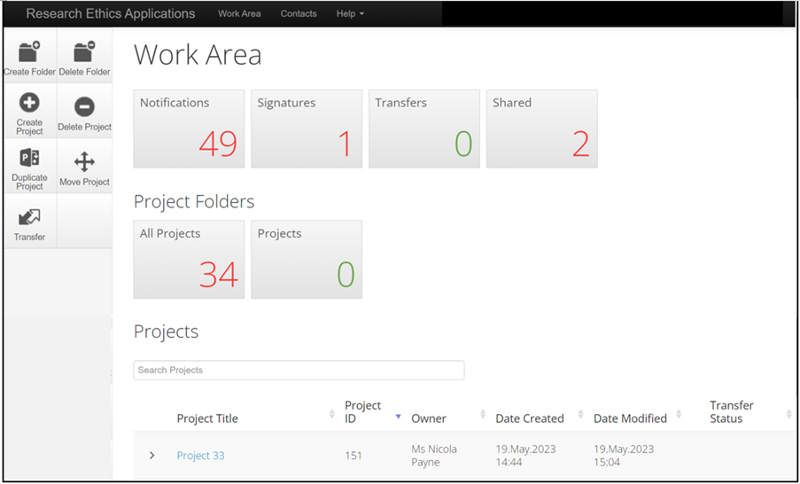 Research Ethics Applications Work Area Contacts Help
Create Folder Delete Folder
Create Project Delete Project
Duplicate Project Move Project
Transfer
Work Area
Notifications Signatures Transfers Shared
49 1 0 2
Project Folders
All Projects Projects
34 0
Projects
Search Projects
Project Title Project ID Owner Date Created Date Modified Transfer Status
Project 33 151 Ms Nicola Payne 19.May.2023 14:44 19.May.2023 15:04